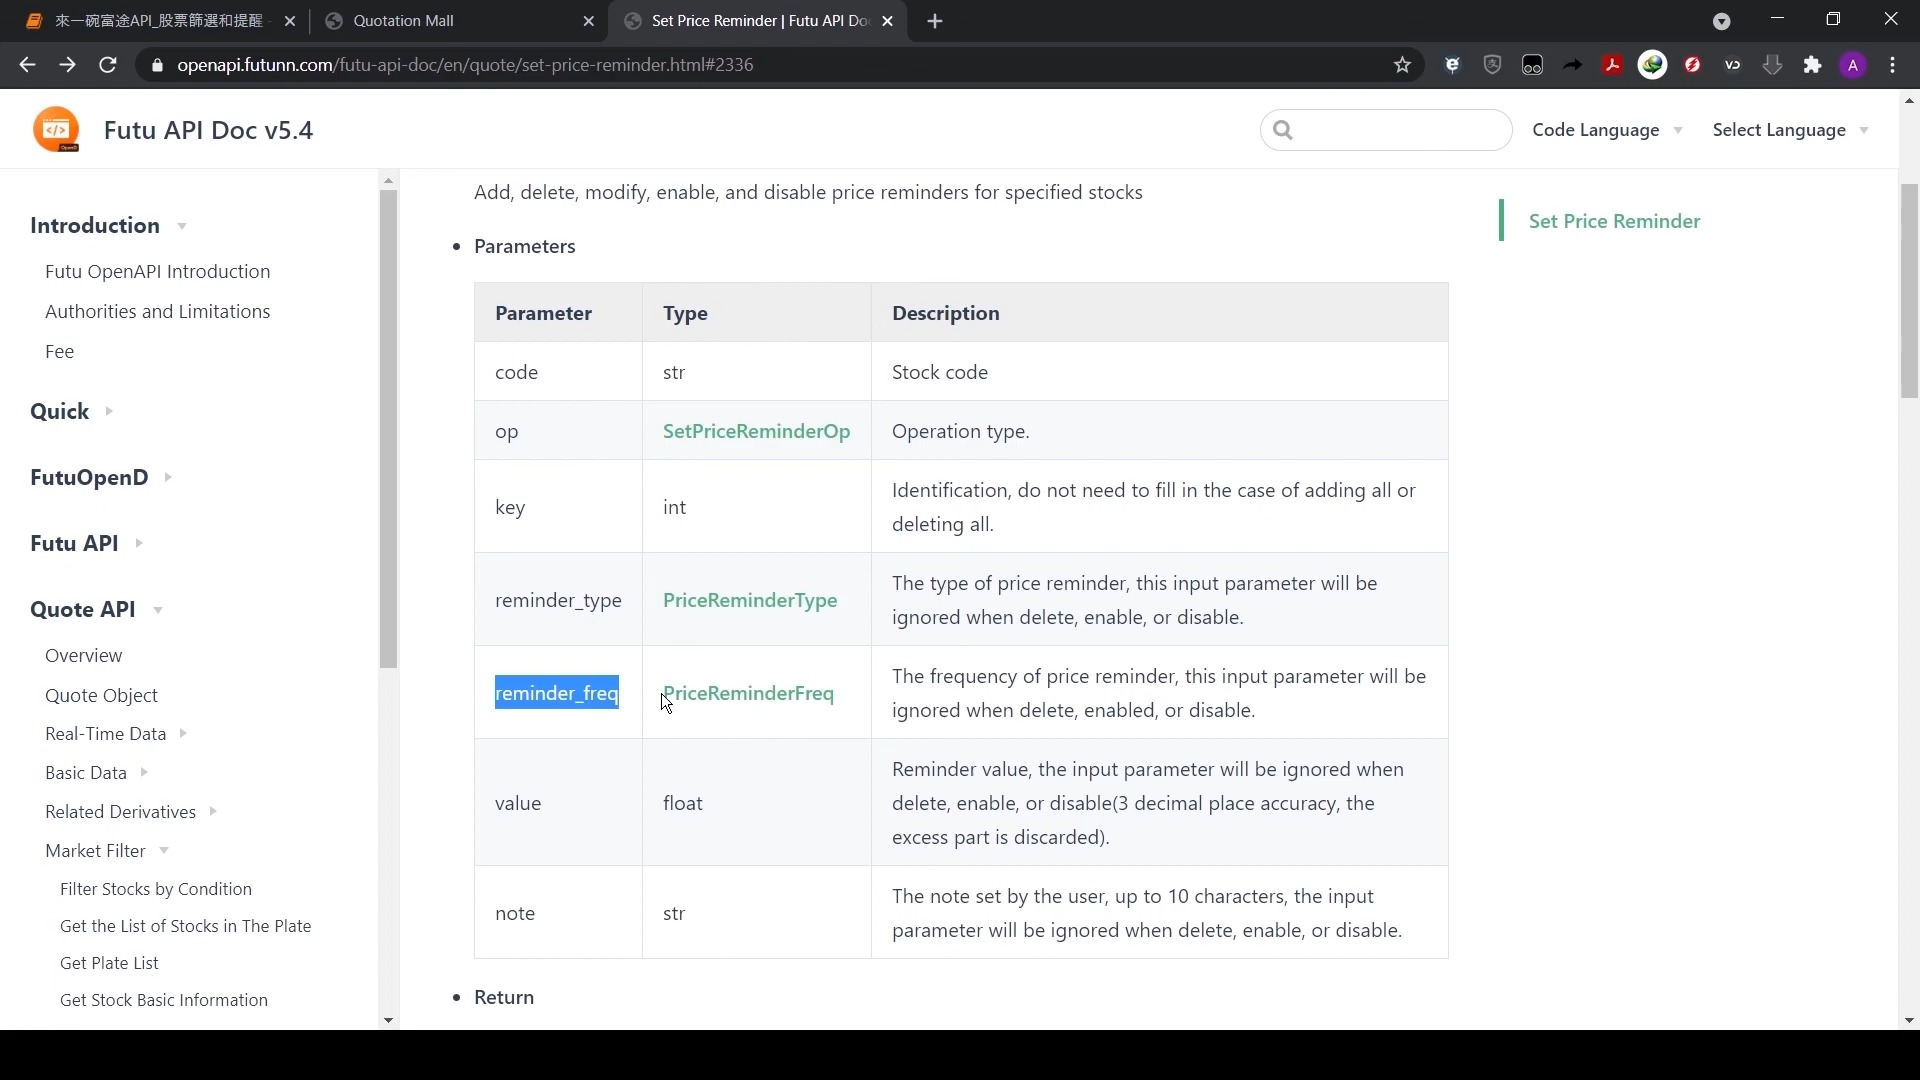 來一碗富途API_股票篩選和提醒
Quotation Mall
Set Price Reminder | Futu API Do
openapi.futunn.com/futu-api-doc/en/quote/set-price-reminder.html#2336
A
Futu API Doc v5.4
Code Language
Select Language
Introduction
Futu OpenAPI Introduction
Authorities and Limitations
Fee
Quick
FutuOpenD
Futu API
Quote API
Overview
Quote Object
Real-Time Data
Basic Data
Related Derivatives
Market Filter
Filter Stocks by Condition
Get the List of Stocks in The Plate
Get Plate List
Get Stock Basic Information
Add, delete, modify, enable, and disable price reminders for specified stocks
• Parameters
Parameter Type Description
code str Stock code
op SetPriceReminderOp Operation type.
key int Identification, do not need to fill in the case of adding all or
deleting all.
reminder_type PriceReminderType The type of price reminder, this input parameter will be
ignored when delete, enable, or disable.
reminder_freq PriceReminderFreq The frequency of price reminder, this input parameter will be
ignored when delete, enabled, or disable.
value float Reminder value, the input parameter will be ignored when
delete, enable, or disable(3 decimal place accuracy, the
excess part is discarded).
note str The note set by the user, up to 10 characters, the input
parameter will be ignored when delete, enable, or disable.
• Return
Set Price Reminder